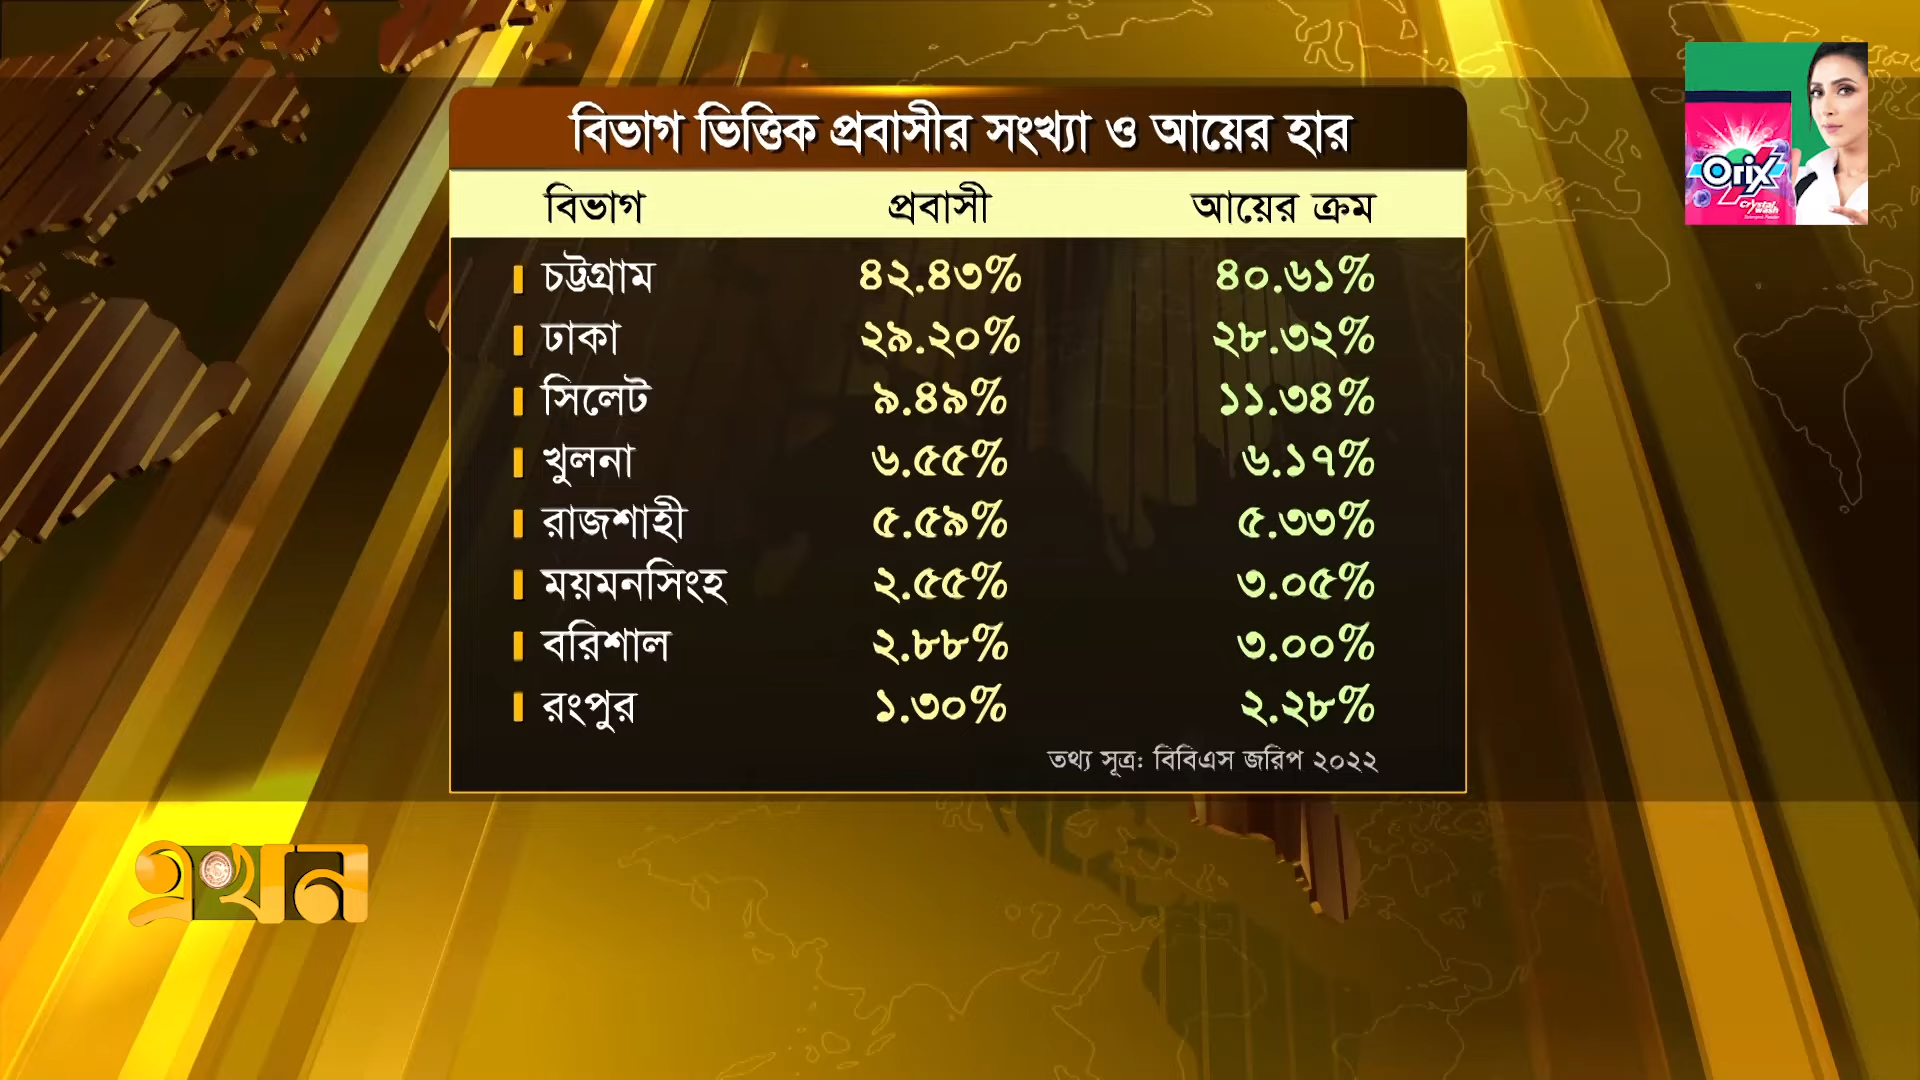 বিভাগ ভিত্তিক প্রবাসীর সংখ্যা ও আয়ের হার
বিভাগ প্রবাসী আয়ের ক্রম
চট্টগ্রাম ৪২.৪৩% ৪০.৬১%
ঢাকা ২৯.২০% ২৮.৩২%
সিলেট ৯.৪৯% ১১.৩৪%
খুলনা ৬.৫৫% ৬.১৭%
রাজশাহী ৫.৫৯% ৫.৩৩%
ময়মনসিংহ ২.৫৫% ৩.০৫%
বরিশাল ২.৮৮% ৩.০০%
রংপুর ১.৩০% ২.২৮%
তথ্য সূত্র: বিবিএস জরিপ ২০২২
Orix
Crystal
wash
এখন